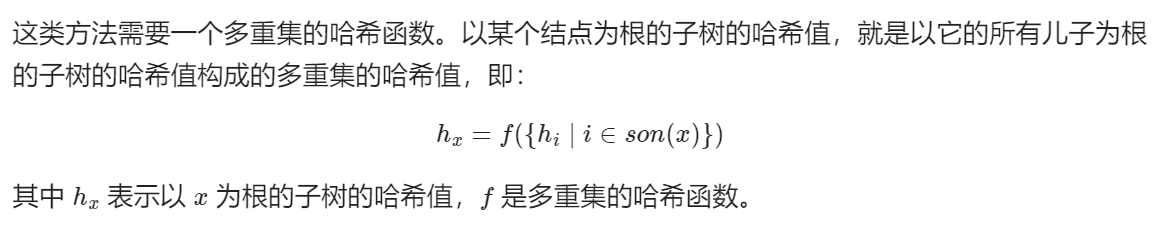 这类方法需要一个多重集的哈希函数。以某个结点为根的子树的哈希值，就是以它的所有儿子为根
的子树的哈希值构成的多重集的哈希值，即：
$h_x = f(\{h_i \mid i \in son(x)\})$
其中 $h_x$ 表示以 $x$ 为根的子树的哈希值，$f$ 是多重集的哈希函数。